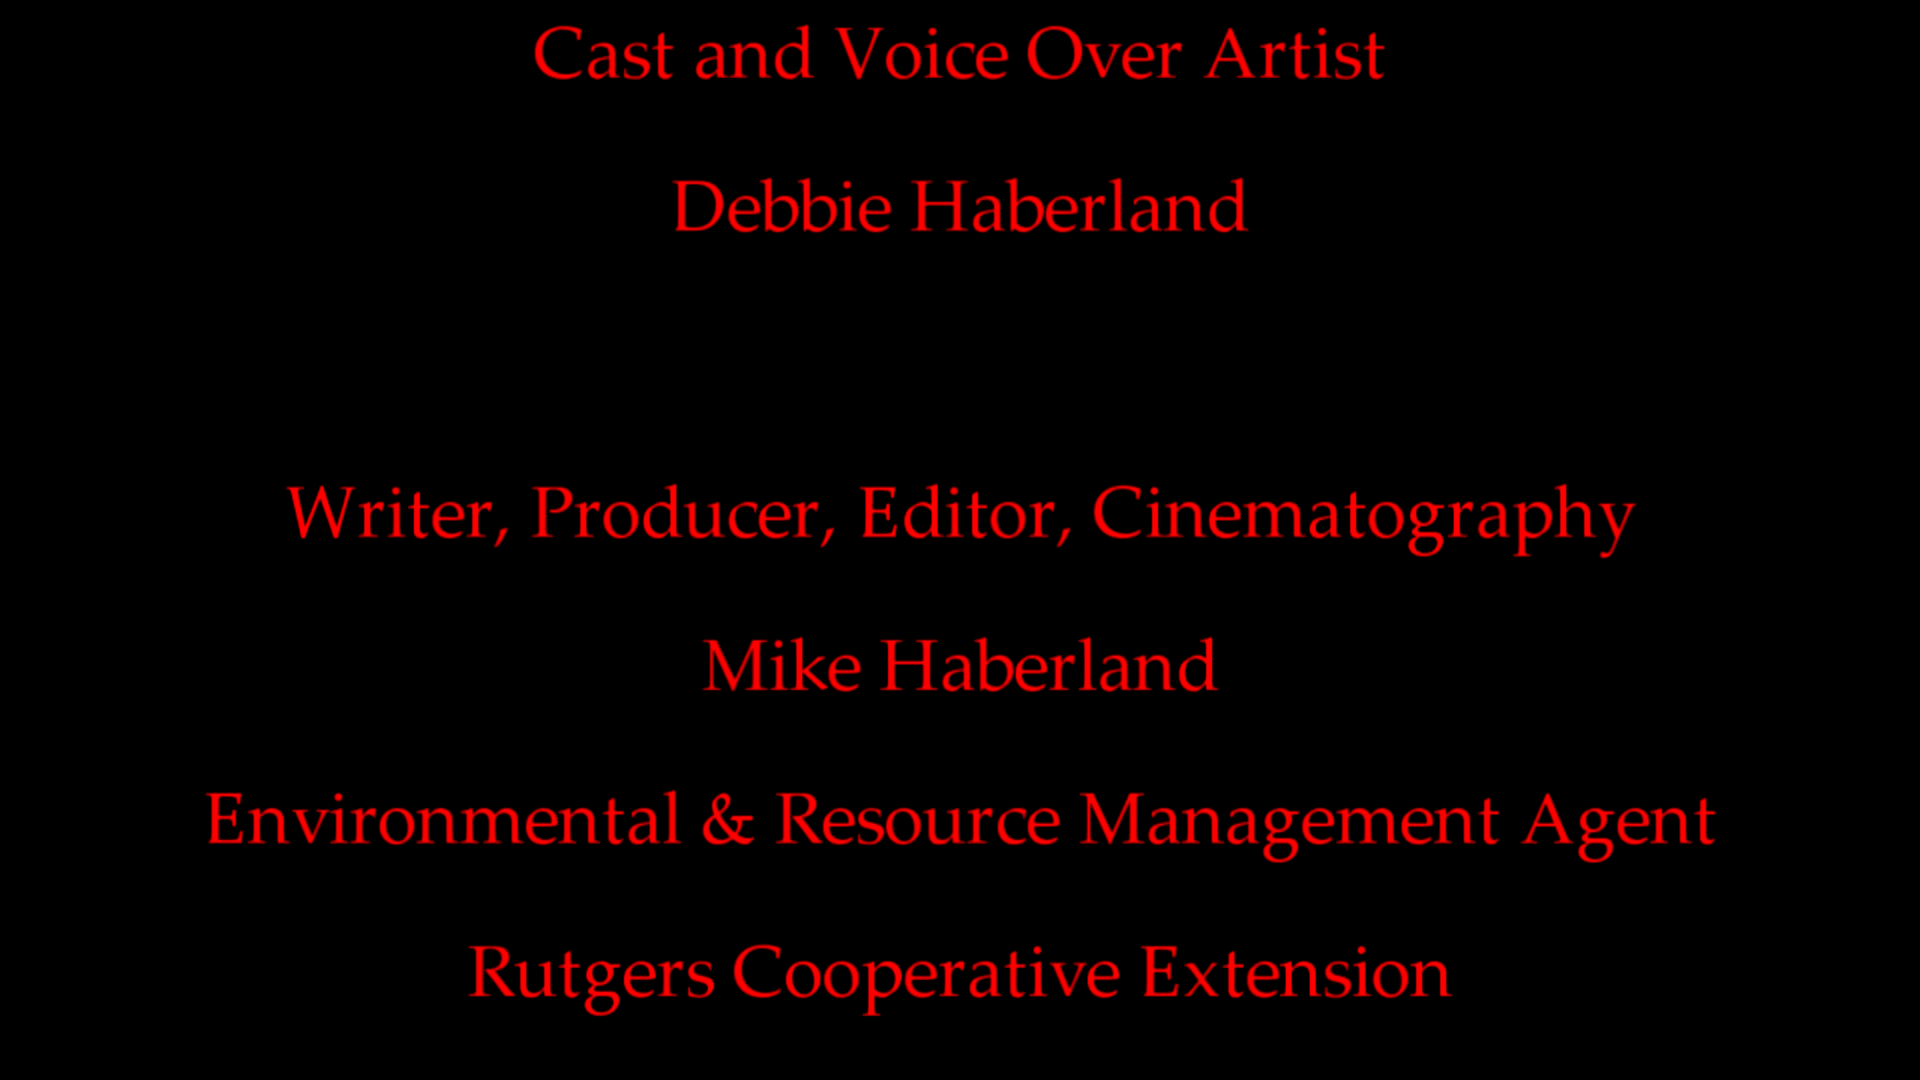 Cast and Voice Over Artist
Debbie Haberland
Writer, Producer, Editor, Cinematography
Mike Haberland
Environmental & Resource Management Agent
Rutgers Cooperative Extension